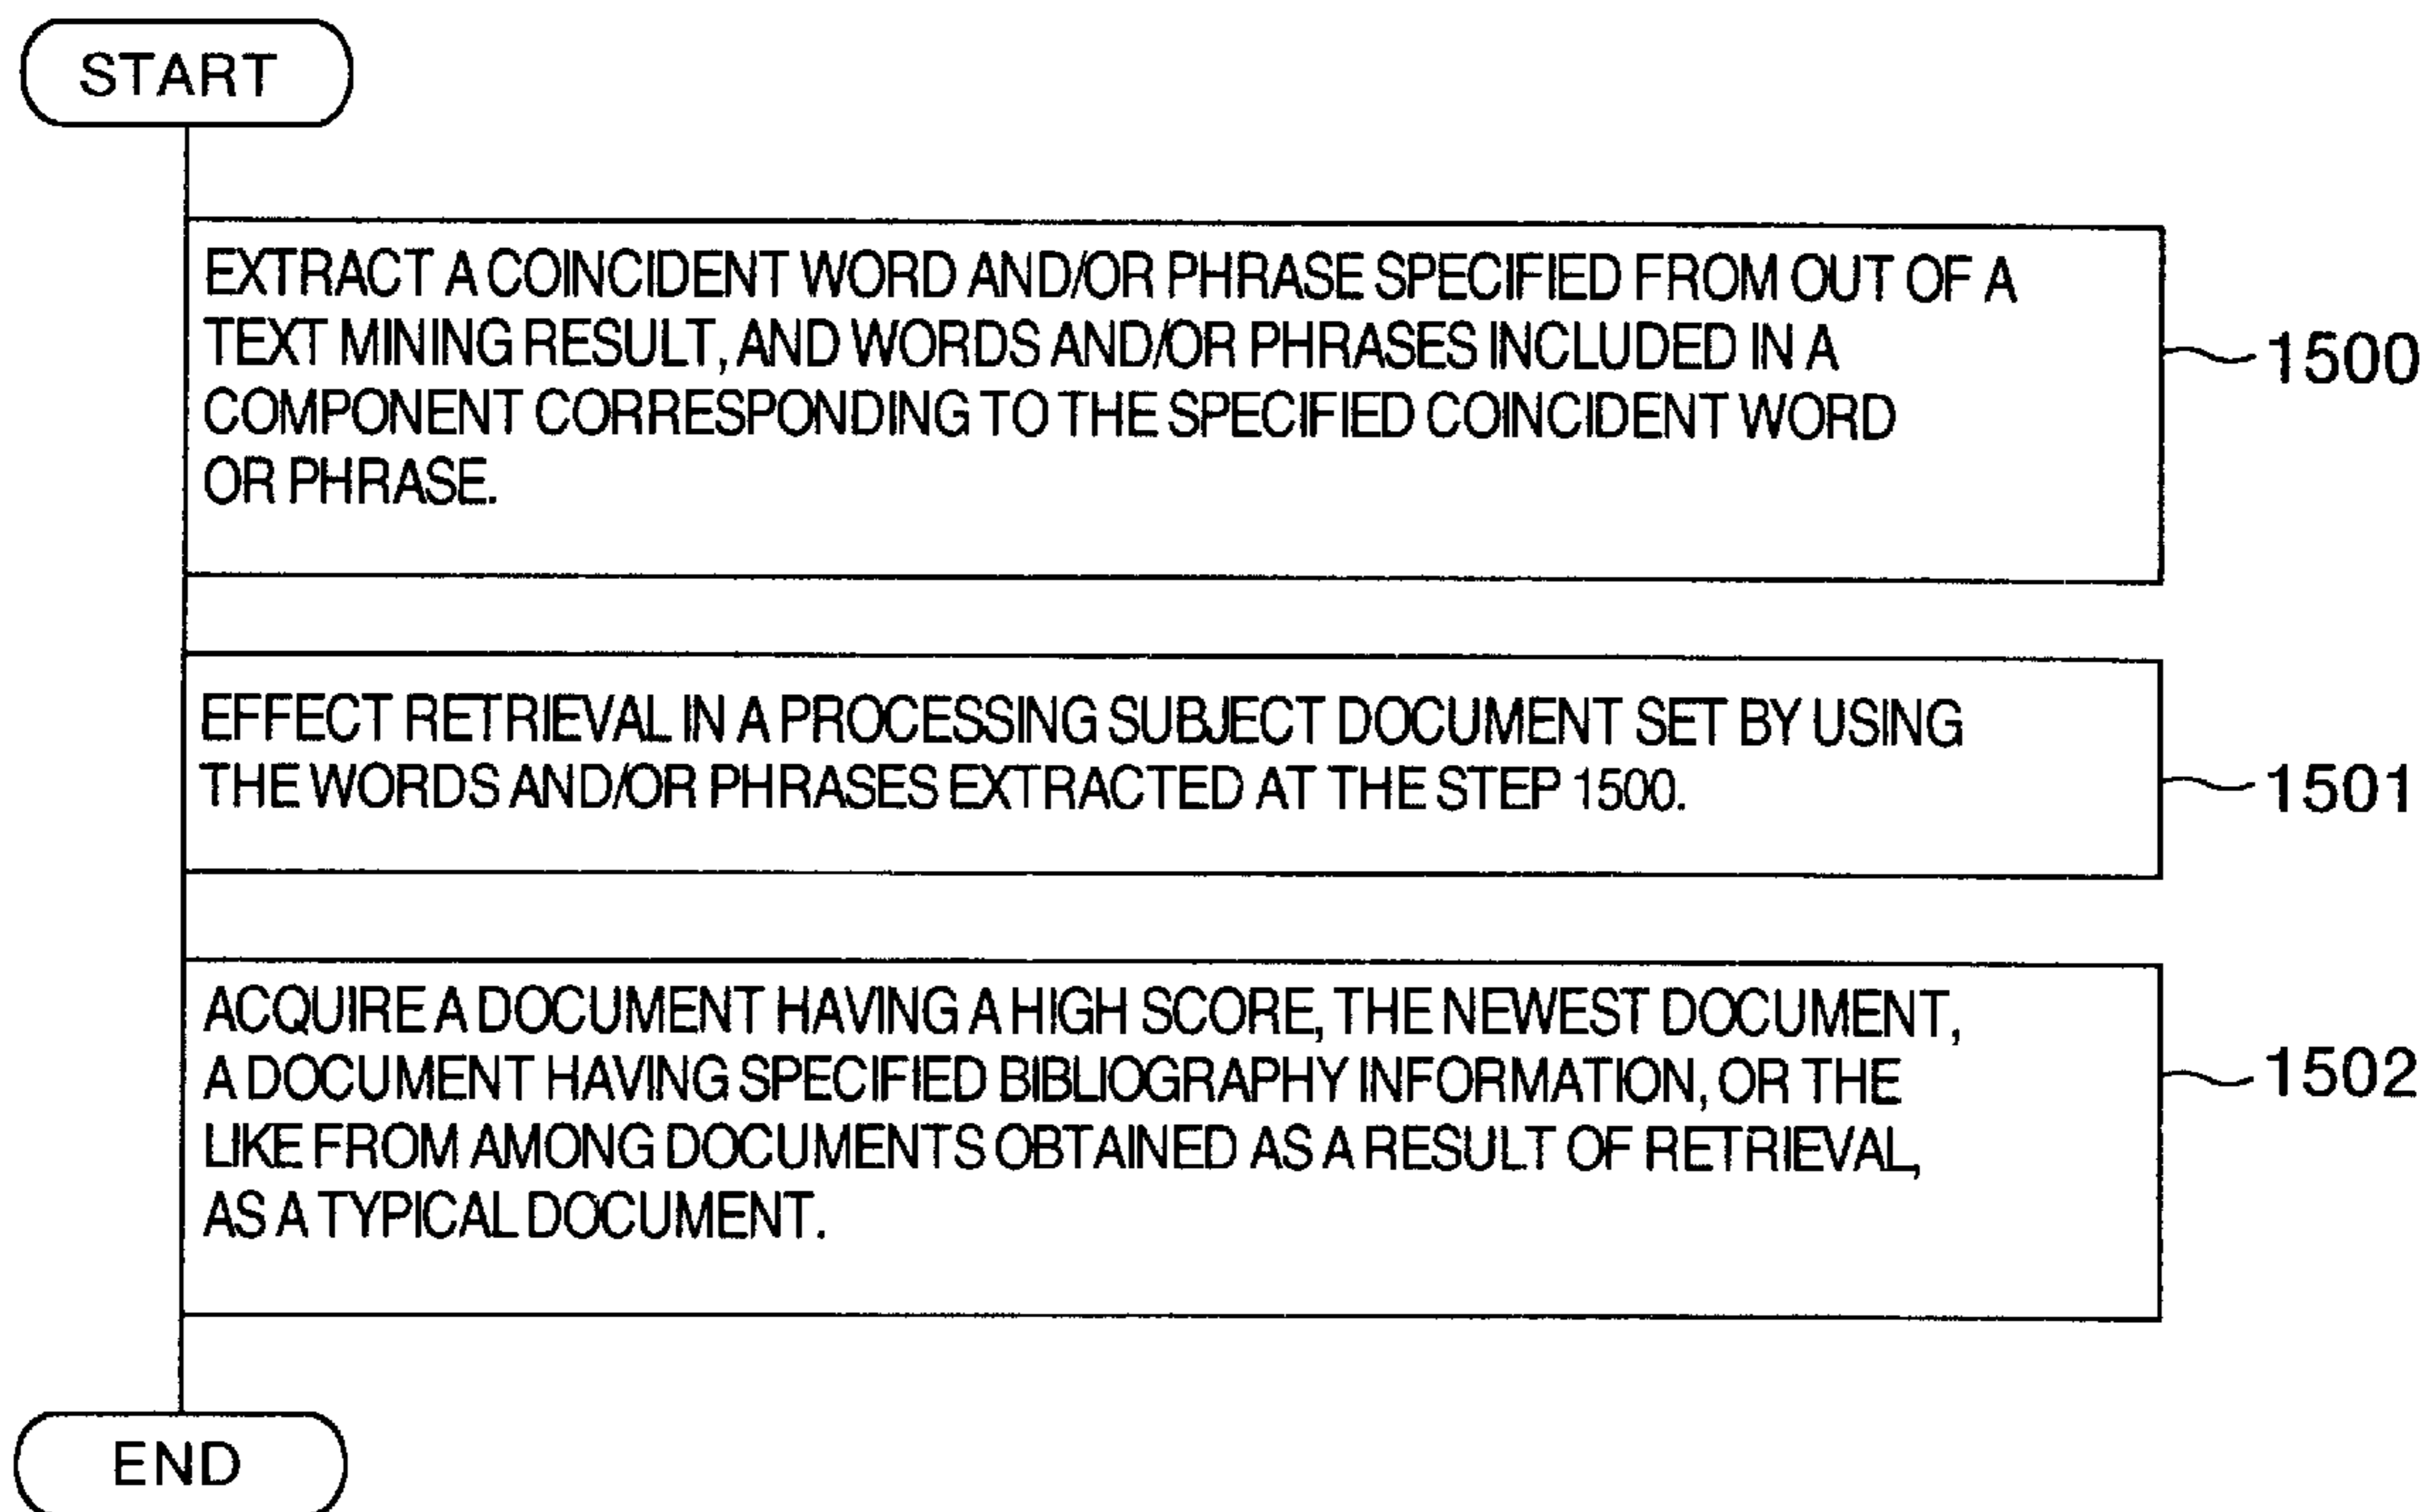 START
EXTRACT A COINCIDENT WORD AND/OR PHRASE SPECIFIED FROM OUT OF A
TEXT MINING RESULT, AND WORDS AND/OR PHRASES INCLUDED IN A
COMPONENT CORRESPONDING TO THE SPECIFIED COINCIDENT WORD
OR PHRASE.
1500
EFFECT RETRIEVAL IN A PROCESSING SUBJECT DOCUMENT SET BY USING
THE WORDS AND/OR PHRASES EXTRACTED AT THE STEP 1500.
1501
ACQUIRE A DOCUMENT HAVING A HIGH SCORE, THE NEWEST DOCUMENT,
A DOCUMENT HAVING SPECIFIED BIBLIOGRAPHY INFORMATION, OR THE
LIKE FROM AMONG DOCUMENTS OBTAINED AS A RESULT OF RETRIEVAL,
AS A TYPICAL DOCUMENT.
1502
END